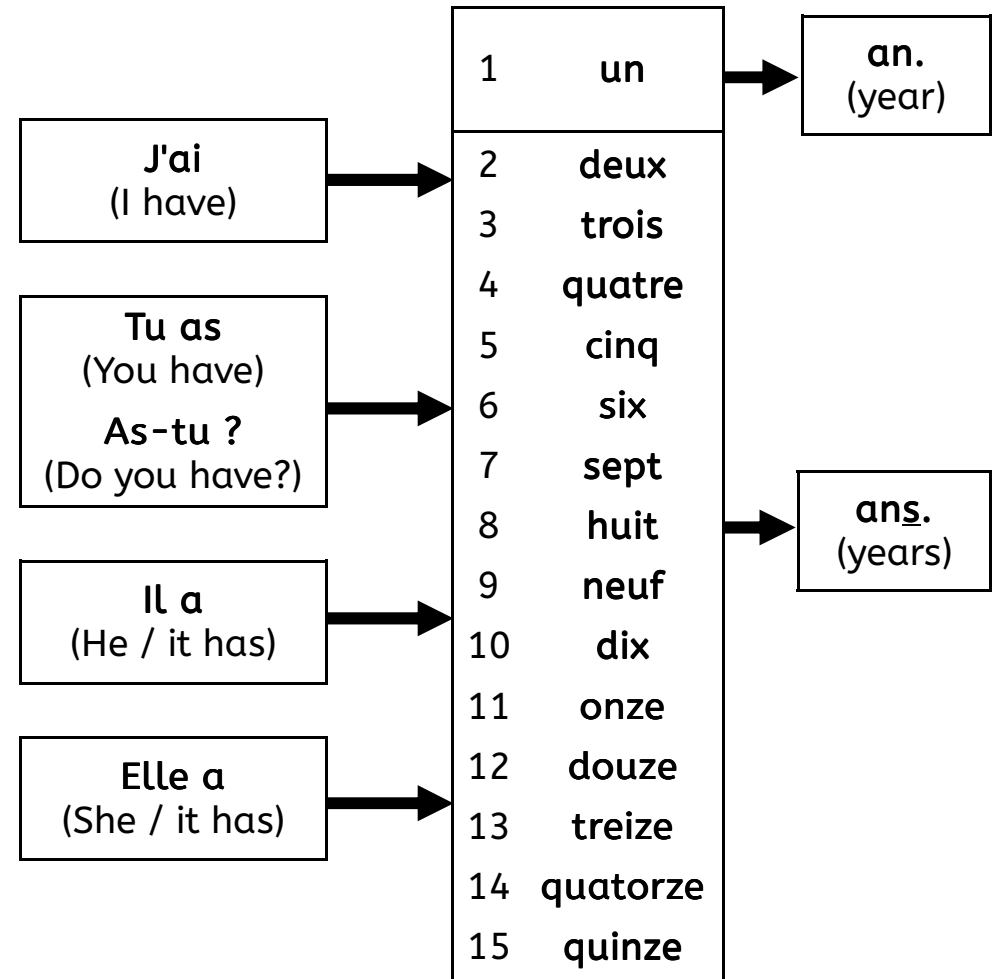 J'ai
(I have)
Tu as
(You have)
As-tu ?
(Do you have?)
Il a
(He / it has)
Elle a
(She / it has)
1 un
2 deux
3 trois
4 quatre
5 cinq
6 six
7 sept
8 huit
9 neuf
10 dix
11 onze
12 douze
13 treize
14 quatorze
15 quinze
an.
(year)
ans.
(years)